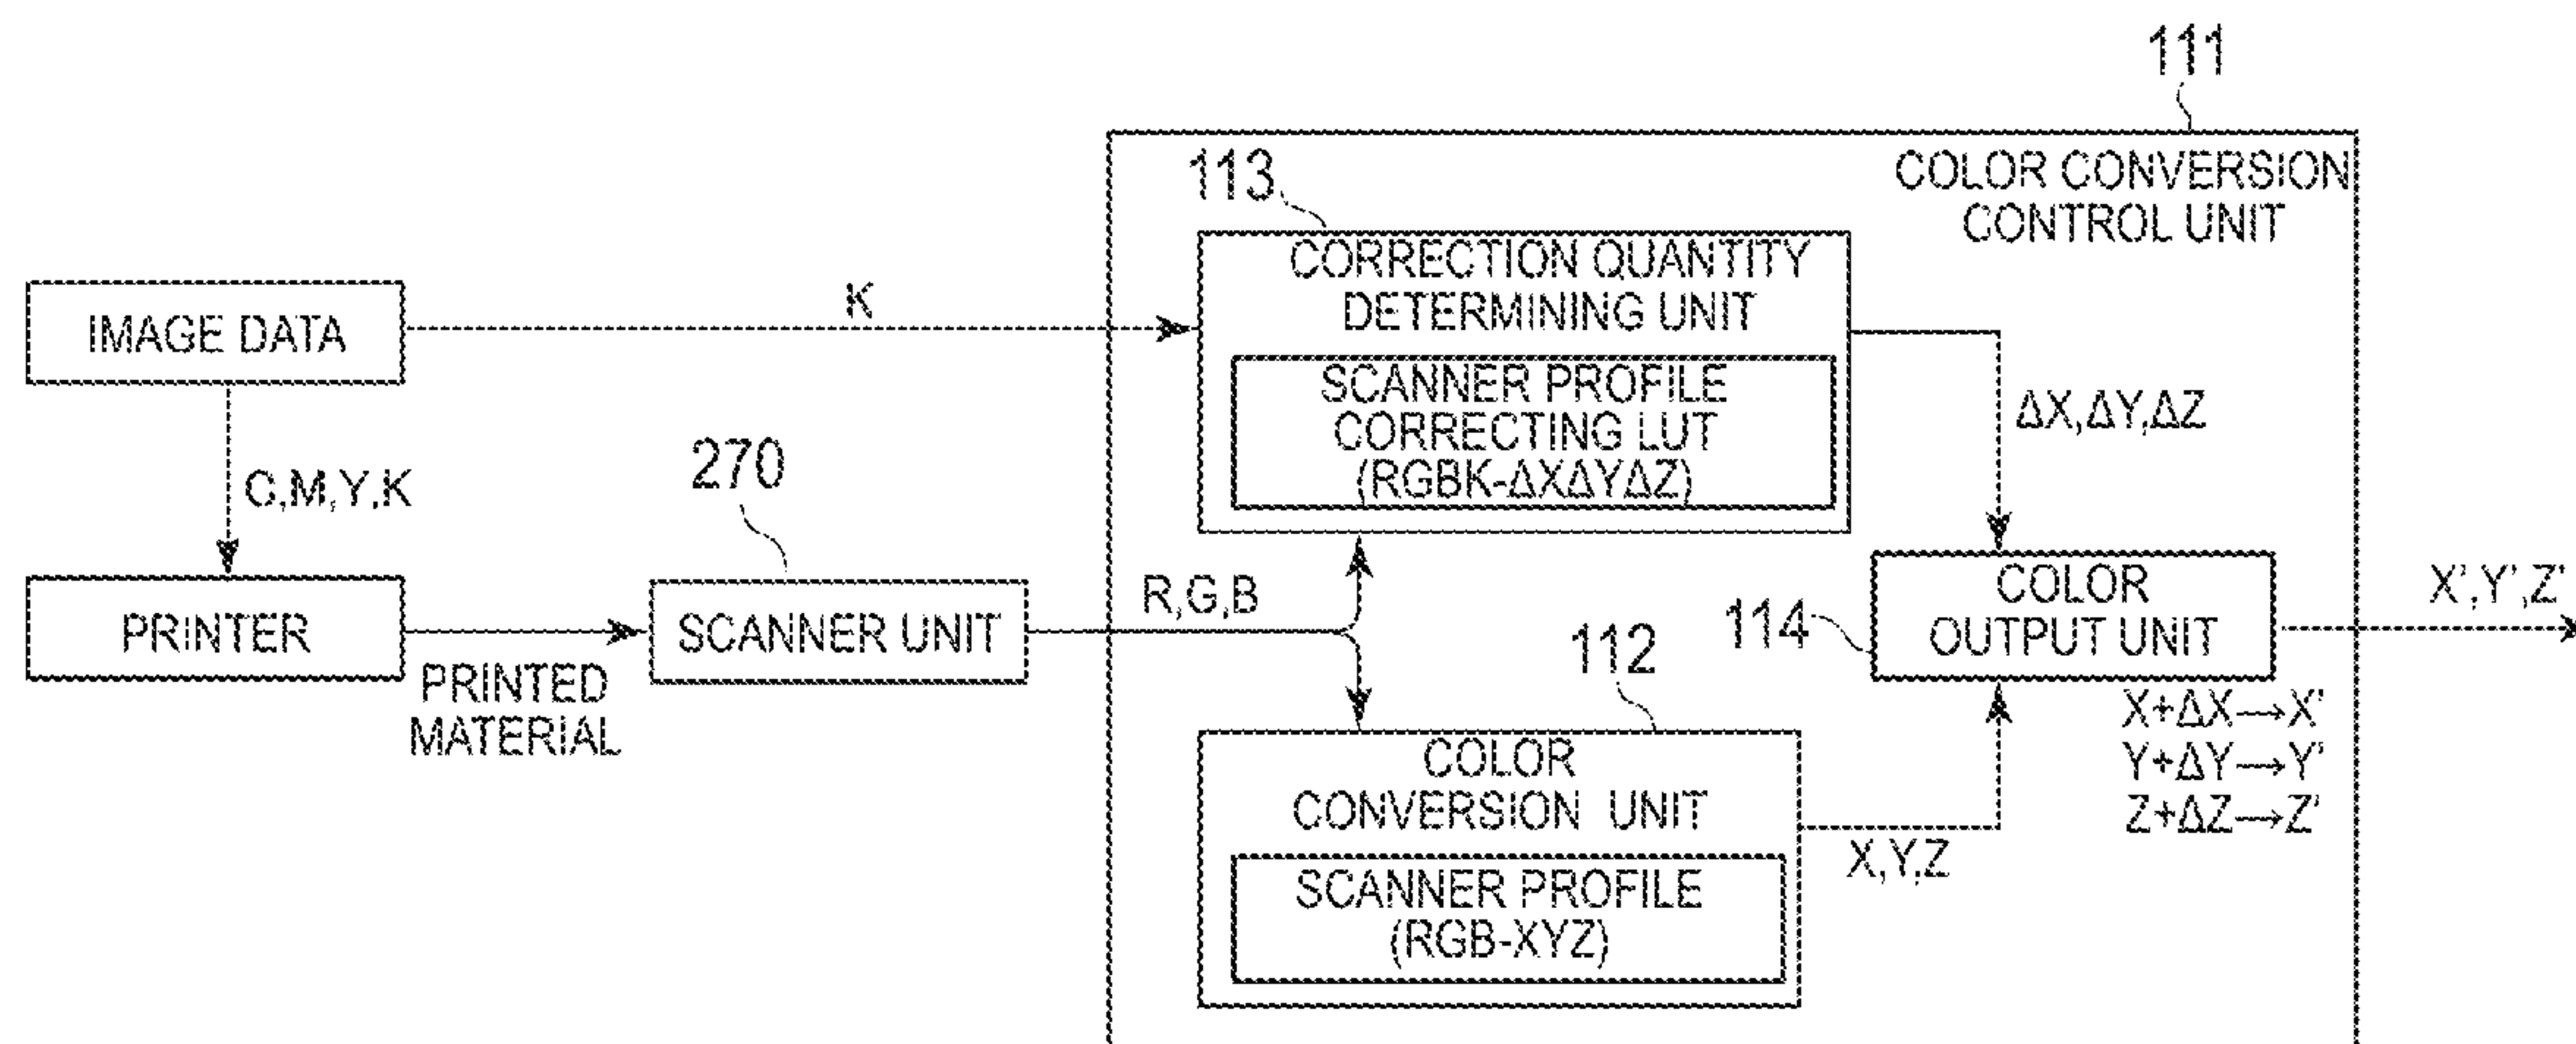 111
COLOR CONVERSION
CONTROL UNIT
113
CORRECTION QUANTITY
DETERMINING UNIT
SCANNER PROFILE
CORRECTING LUT
(RGBK-ΔXΔYΔZ)
IMAGE DATA
K
C,M,Y,K
PRINTER
PRINTED
MATERIAL
270
SCANNER UNIT
R,G,B
112
COLOR
CONVERSION UNIT
SCANNER PROFILE
(RGB-XYZ)
ΔX,ΔY,ΔZ
X,Y,Z
114
COLOR
OUTPUT UNIT
X+ΔX→X'
Y+ΔY→Y'
Z+ΔZ→Z'
X',Y',Z'